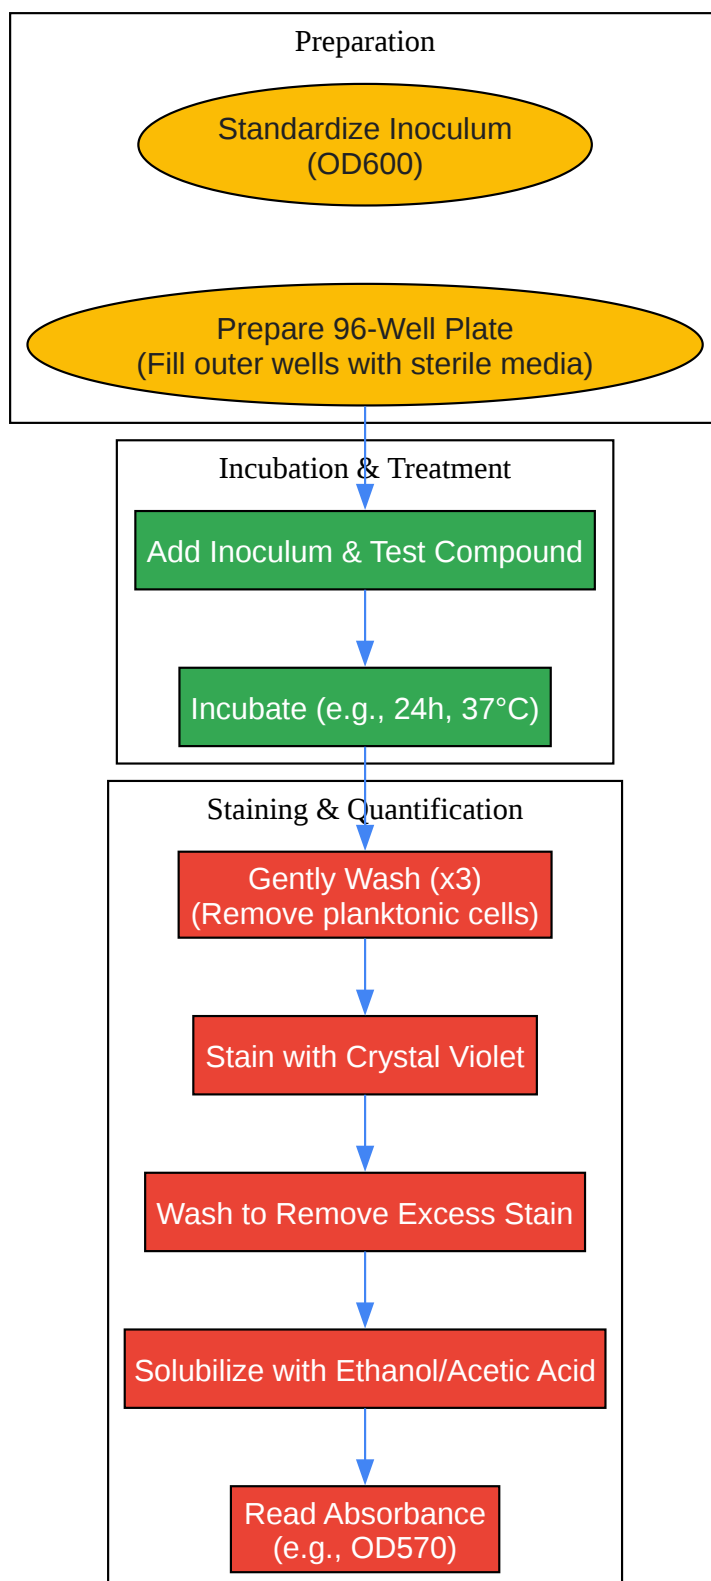 Preparation
Standardize Inoculum
(OD600)
Prepare 96-Well Plate
(Fill outer wells with sterile media)
Incubation & Treatment
Add Inoculum & Test Compound
Incubate (e.g., 24h, 37°C)
Staining & Quantification
Gently Wash (x3)
(Remove planktonic cells)
Stain with Crystal Violet
Wash to Remove Excess Stain
Solubilize with Ethanol/Acetic Acid
Read Absorbance
(e.g., OD570)